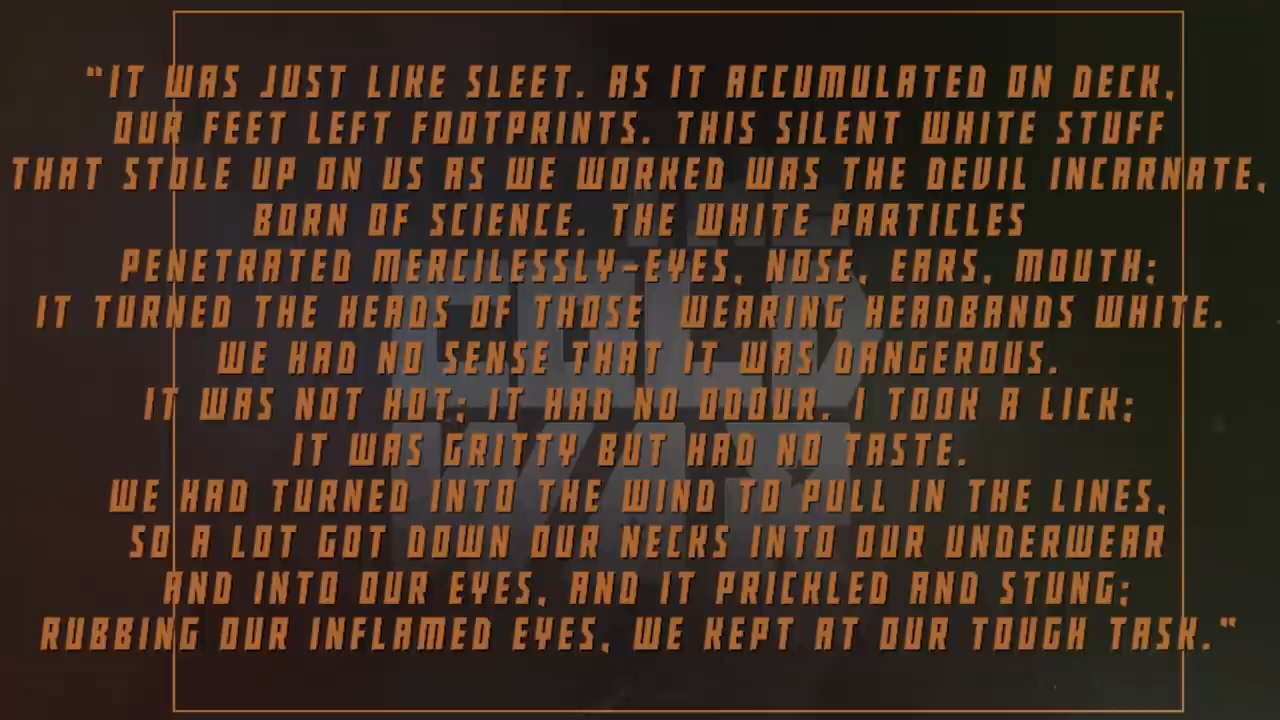 "IT WAS JUST LIKE SLEET. AS IT ACCUMULATED ON DECK,
OUR FEET LEFT FOOTPRINTS. THIS SILENT WHITE STUFF
THAT STOLE UP ON US AS WE WORKED WAS THE DEVIL INCARNATE,
BORN OF SCIENCE. THE WHITE PARTICLES
PENETRATED MERCILESSLY-EYES, NOSE, EARS, MOUTH;
IT TURNED THE HEADS OF THOSE WEARING HEADBANDS WHITE.
WE HAD NO SENSE THAT IT WAS DANGEROUS.
IT WAS NOT HOT; IT HAD NO ODOUR. I TOOK A LICK;
IT WAS GRITTY BUT HAD NO TASTE.
WE HAD TURNED INTO THE WIND TO PULL IN THE LINES,
SO A LOT GOT DOWN OUR NECKS INTO OUR UNDERWEAR
AND INTO OUR EYES, AND IT PRICKLED AND STUNG;
RUBBING OUR INFLAMED EYES, WE KEPT AT OUR TOUGH TASK."
THE
COLD
WAR